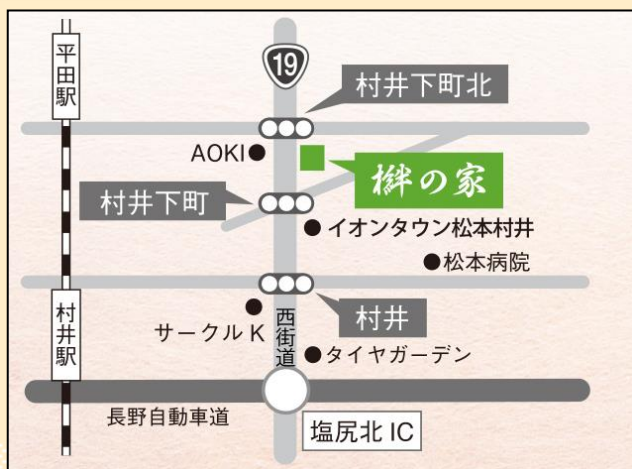 平田駅
19
村井下町北
AOKI
欅の家
村井下町
イオンタウン松本村井
松本病院
村井駅
サークルK
西街道
村井
タイヤガーデン
長野自動車道
塩尻北IC